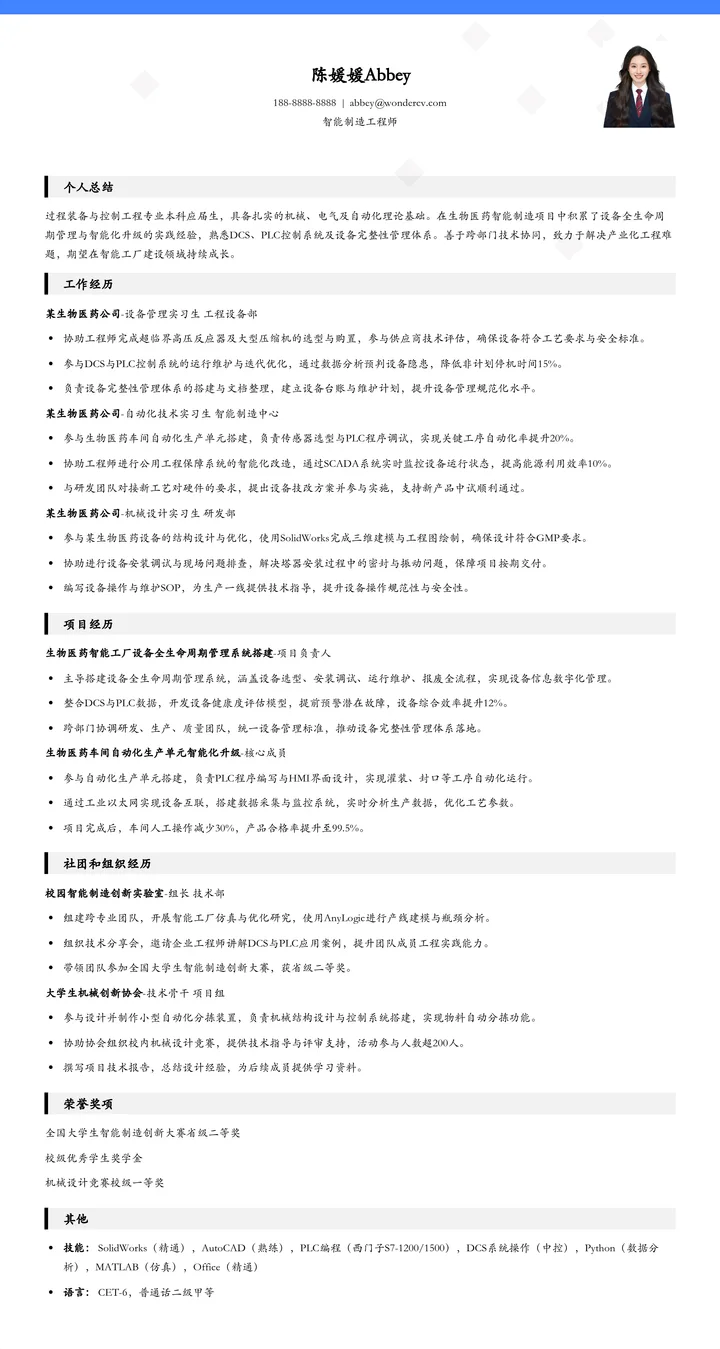 陈媛媛Abbey
188-8888-8888 | abbey@wondercv.com
智能制造工程师
个人总结
过程装备与控制工程专业本科应届生，具备扎实的机械、电气及自动化理论基础。在生物医药智能制造项目中积累了设备全生命周
期管理与智能化升级的实践经验，熟悉DCS、PLC控制系统及设备完整性管理体系。善于跨部门技术协同，致力于解决产业化工程难
题，期望在智能工厂建设领域持续成长。
工作经历
某生物医药公司-设备管理实习生 工程设备部
• 协助工程师完成超临界高压反应器及大型压缩机的选型与购置，参与供应商技术评估，确保设备符合工艺要求与安全标准。
• 参与DCS与PLC控制系统的运行维护与迭代优化，通过数据分析预判设备隐患，降低非计划停机时间15%。
• 负责设备完整性管理体系的搭建与文档整理，建立设备台账与维护计划，提升设备管理规范化水平。
某生物医药公司-自动化技术实习生 智能制造中心
• 参与生物医药车间自动化生产单元搭建，负责传感器选型与PLC程序调试，实现关键工序自动化率提升20%。
• 协助工程师进行公用工程保障系统的智能化改造，通过SCADA系统实时监控设备运行状态，提高能源利用效率10%。
• 与研发团队对接新工艺对硬件的要求，提出设备技改方案并参与实施，支持新产品中试顺利通过。
某生物医药公司-机械设计实习生 研发部
• 参与某生物医药设备的结构设计与优化，使用SolidWorks完成三维建模与工程图绘制，确保设计符合GMP要求。
• 协助进行设备安装调试与现场问题排查，解决塔器安装过程中的密封与振动问题，保障项目按期交付。
• 编写设备操作与维护SOP，为生产一线提供技术指导，提升设备操作规范性与安全性。
项目经历
生物医药智能工厂设备全生命周期管理系统搭建-项目负责人
• 主导搭建设备全生命周期管理系统，涵盖设备选型、安装调试、运行维护、报废全流程，实现设备信息数字化管理。
• 整合DCS与PLC数据，开发设备健康度评估模型，提前预警潜在故障，设备综合效率提升12%。
• 跨部门协调研发、生产、质量团队，统一设备管理标准，推动设备完整性管理体系落地。
生物医药车间自动化生产单元智能化升级-核心成员
• 参与自动化生产单元搭建，负责PLC程序编写与HMI界面设计，实现灌装、封口等工序自动化运行。
• 通过工业以太网实现设备互联，搭建数据采集与监控系统，实时分析生产数据，优化工艺参数。
• 项目完成后，车间人工操作减少30%，产品合格率提升至99.5%。
社团和组织经历
校园智能制造创新实验室-组长 技术部
• 组建跨专业团队，开展智能工厂仿真与优化研究，使用AnyLogic进行产线建模与瓶颈分析。
• 组织技术分享会，邀请企业工程师讲解DCS与PLC应用案例，提升团队成员工程实践能力。
• 带领团队参加全国大学生智能制造创新大赛，获省级二等奖。
大学生机械创新协会-技术骨干 项目组
• 参与设计并制作小型自动化分拣装置，负责机械结构设计与控制系统搭建，实现物料自动分拣功能。
• 协助协会组织校内机械设计竞赛，提供技术指导与评审支持，活动参与人数超200人。
• 撰写项目技术报告，总结设计经验，为后续成员提供学习资料。
荣誉奖项
全国大学生智能制造创新大赛省级二等奖
校级优秀学生奖学金
机械设计竞赛校级一等奖
其他
• 技能： SolidWorks（精通）, AutoCAD（熟练）, PLC编程（西门子S7-1200/1500）, DCS系统操作（中控）, Python（数据分
析）, MATLAB（仿真）, Office（精通）
• 语言： CET-6，普通话二级甲等